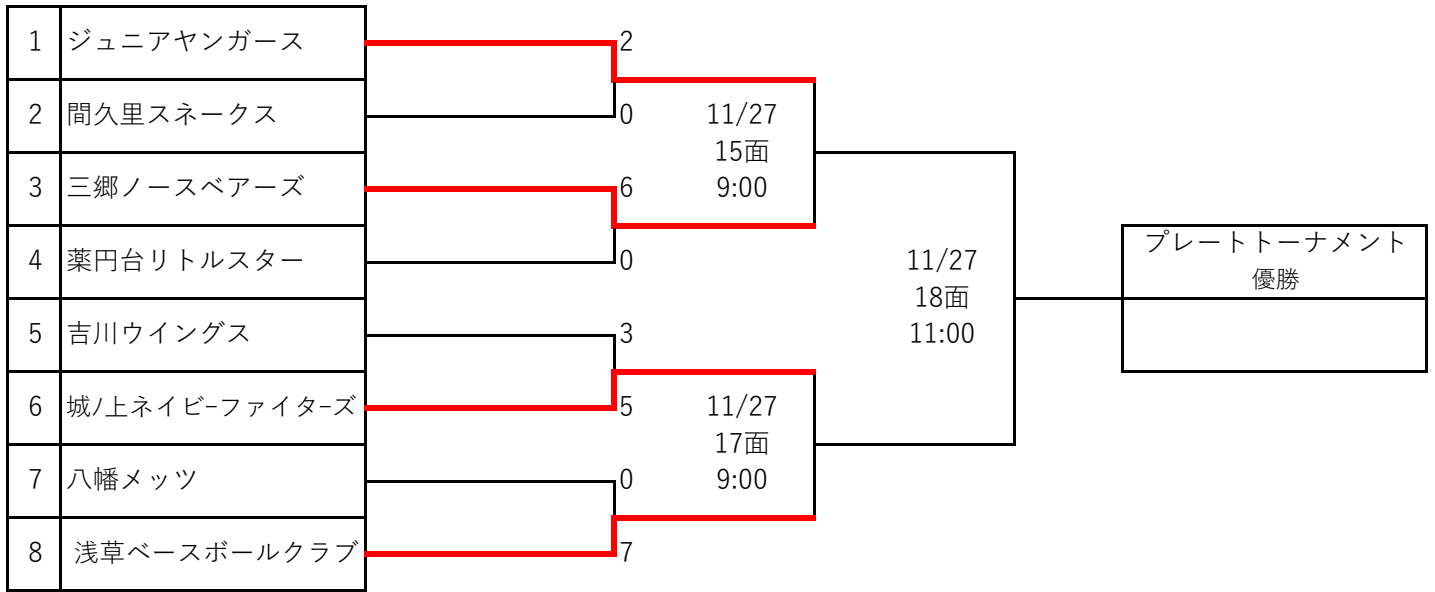 1 ジュニアヤンガース
2
2 間久里スネークス
0
11/27
15面
9:00
3 三郷ノースベアーズ
6
4 薬円台リトルスター
0
5 吉川ウイングス
3
6 城ﾉ上ネイビｰファイタｰズ
5
11/27
17面
9:00
7 八幡メッツ
0
8 浅草ベースボールクラブ
7
11/27
18面
11:00
プレートトーナメント
優勝